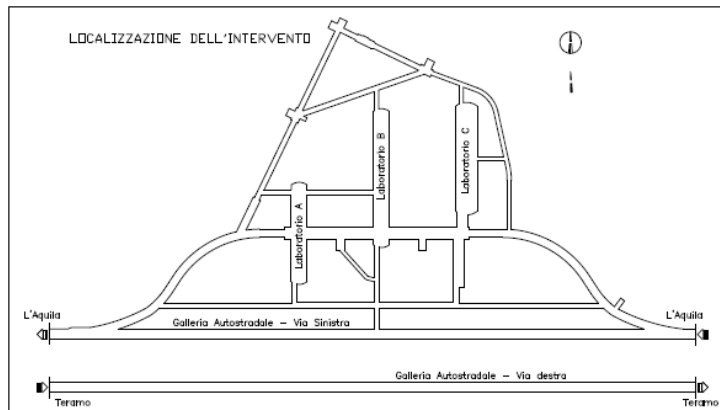 LOCALIZZAZIONE DELL'INTERVENTO
Laboratorio A
Laboratorio B
Laboratorio C
L'Aquila
L'Aquila
Galleria Autostradale – Via Sinistra
Galleria Autostradale – Via destra
Teramo
Teramo